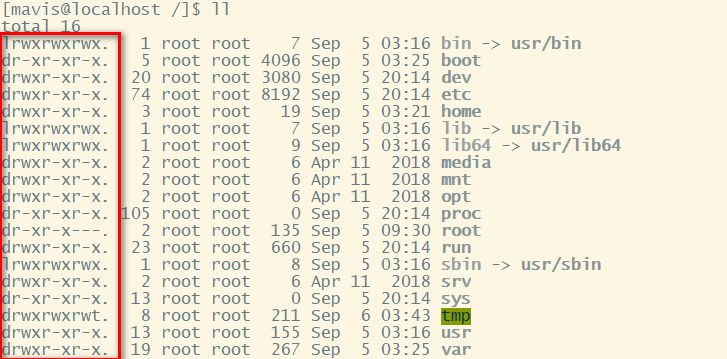 [mavis@localhost /]$ ll
total 16
lrwxrwxrwx. 1 root root 7 Sep 5 03:16 bin -> usr/bin
dr-xr-xr-x. 5 root root 4096 Sep 5 03:25 boot
drwxr-xr-x. 20 root root 3080 Sep 5 20:14 dev
drwxr-xr-x. 74 root root 8192 Sep 5 20:14 etc
drwxr-xr-x. 3 root root 19 Sep 5 03:21 home
lrwxrwxrwx. 1 root root 7 Sep 5 03:16 lib -> usr/lib
lrwxrwxrwx. 1 root root 9 Sep 5 03:16 lib64 -> usr/lib64
drwxr-xr-x. 2 root root 6 Apr 11 2018 media
drwxr-xr-x. 2 root root 6 Apr 11 2018 mnt
drwxr-xr-x. 2 root root 6 Apr 11 2018 opt
dr-xr-xr-x. 105 root root 0 Sep 5 20:14 proc
dr-xr-x---. 2 root root 135 Sep 5 09:30 root
drwxr-xr-x. 23 root root 660 Sep 5 20:14 run
lrwxrwxrwx. 1 root root 8 Sep 5 03:16 sbin -> usr/sbin
drwxr-xr-x. 2 root root 6 Apr 11 2018 srv
dr-xr-xr-x. 13 root root 0 Sep 5 20:14 sys
drwxrwxrwt. 8 root root 211 Sep 6 03:43 tmp
drwxr-xr-x. 13 root root 155 Sep 5 03:16 usr
drwxr-xr-x. 19 root root 267 Sep 5 03:25 var